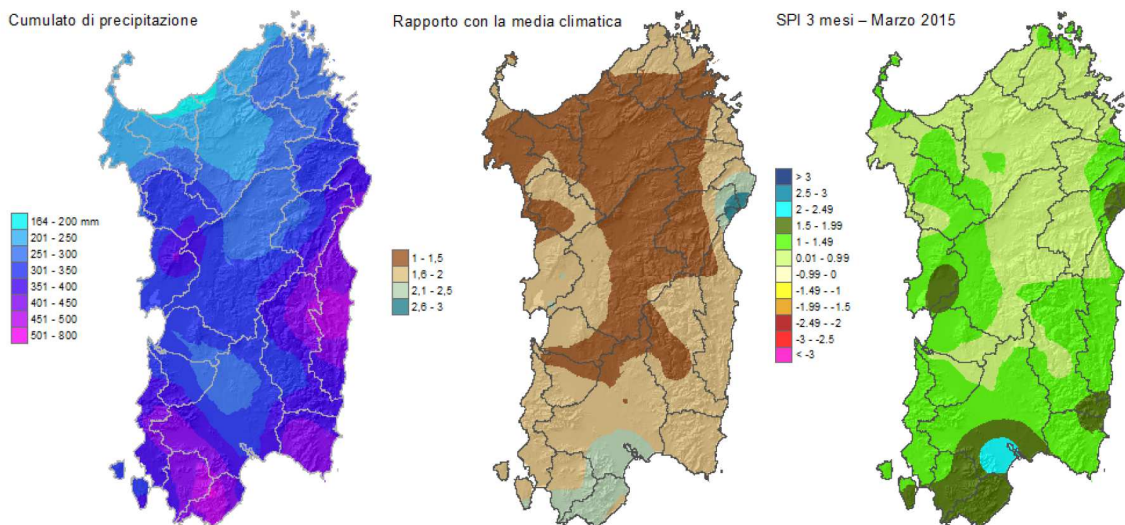 Cumulato di precipitazione
Rapporto con la media climatica
SPI 3 mesi – Marzo 2015
164 - 200 mm
201 - 250
251 - 300
301 - 350
351 - 400
401 - 450
451 - 500
501 - 800
1 - 1,5
1,6 - 2
2,1 - 2,5
2,6 - 3
> 3
2.5 - 3
2 - 2.49
1.5 - 1.99
1 - 1.49
0.01 - 0.99
-0.99 - 0
-1.49 - -1
-1.99 - -1.5
-2.49 - -2
-3 - -2.5
< -3